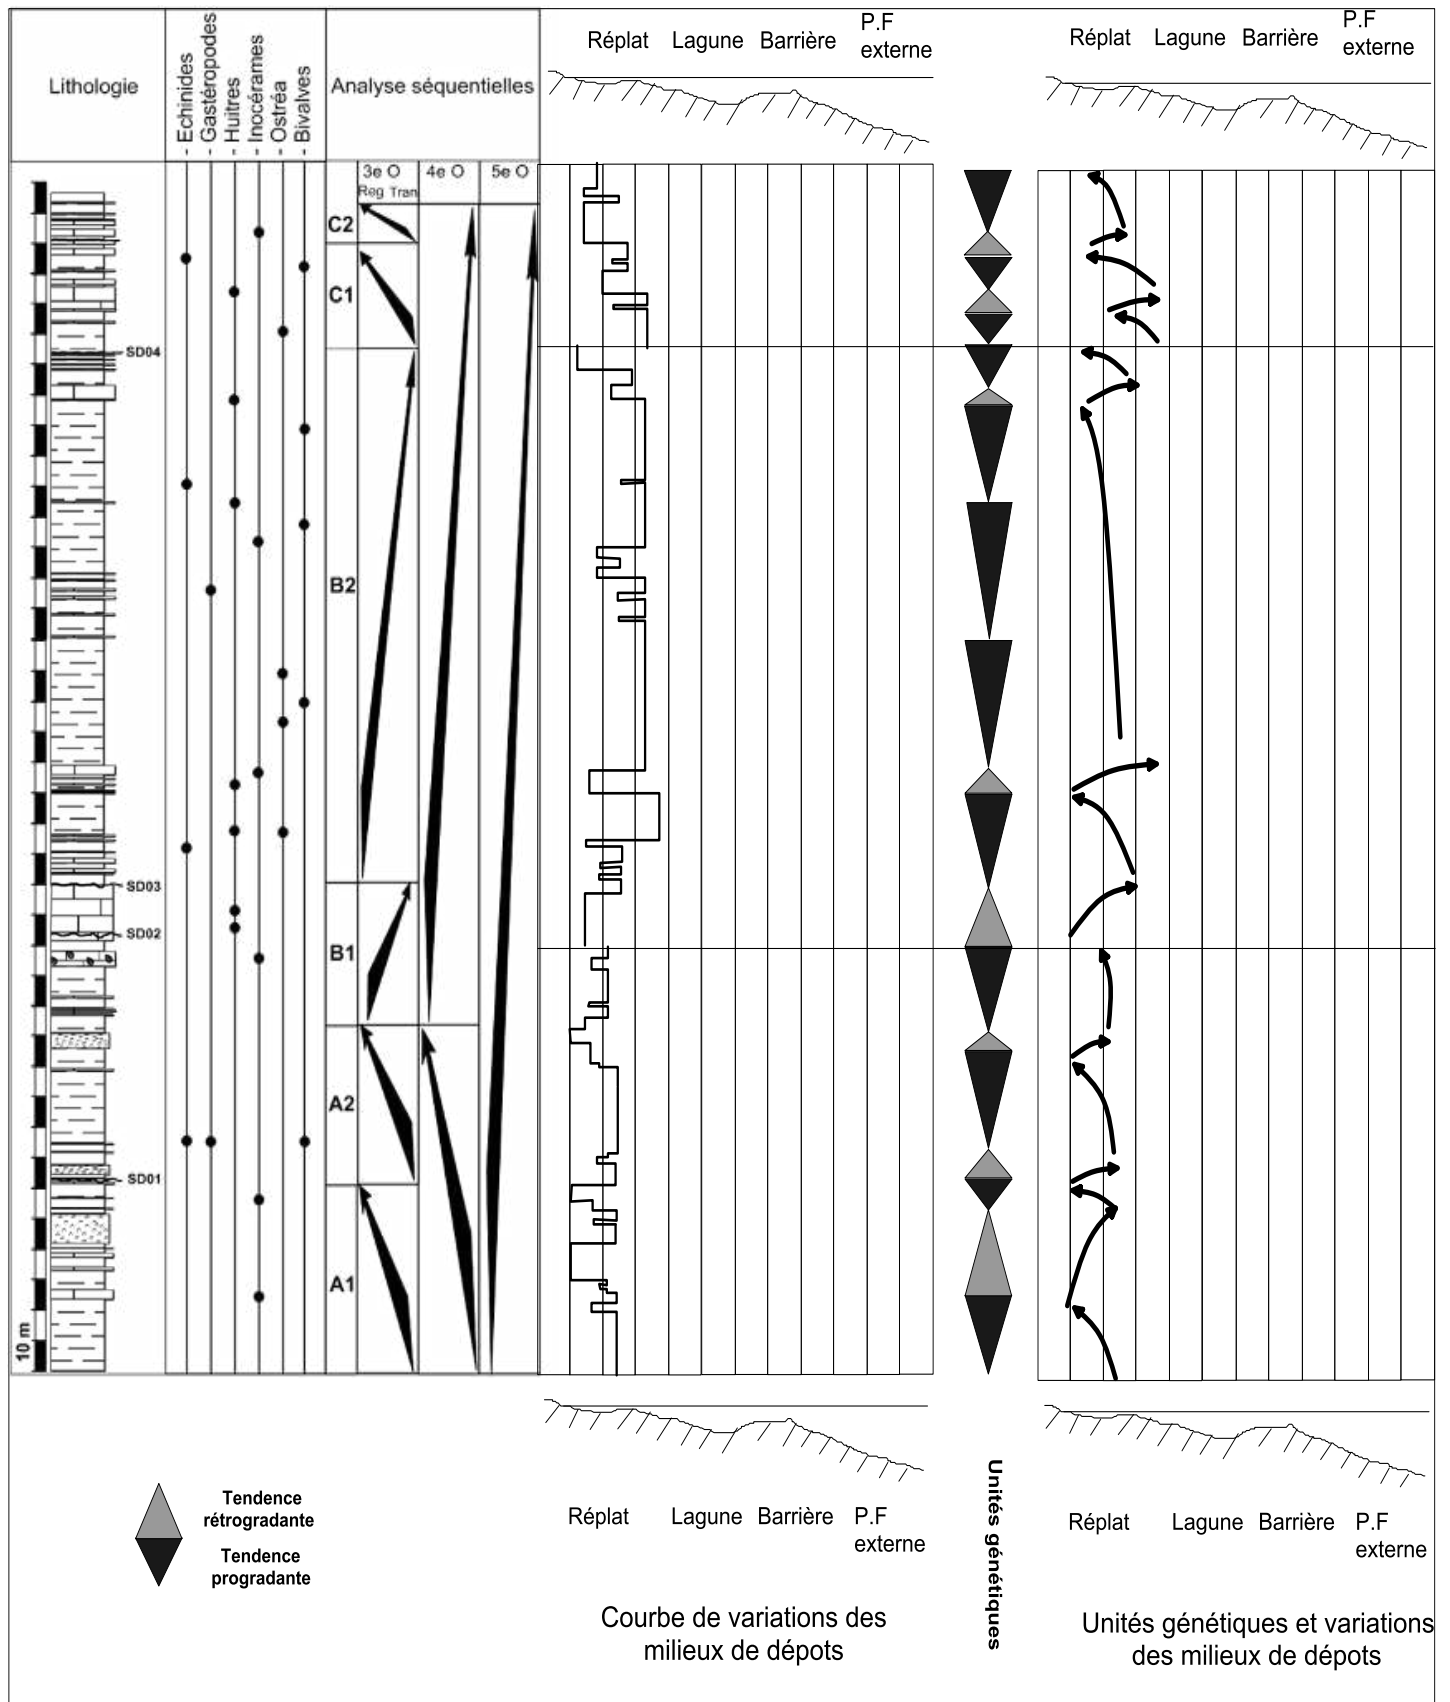 Lithologie
- Echinides
- Gastéropodes
- Huitres
- Inocérames
- Ostréa
- Bivalves
Analyse séquentielles
Réplat Lagune Barrière P.F
externe
Réplat Lagune Barrière P.F
externe
3e O 4e O 5e O
Reg Tran
C2
C1
SD04
B2
SD03
SD02
B1
A2
SD01
A1
10 m
Tendence
rétrogradante
Tendence
progradante
Réplat Lagune Barrière P.F
externe
Unités génétiques
Réplat Lagune Barrière P.F
externe
Courbe de variations des
milieux de dépots
Unités génétiques et variations
des milieux de dépots